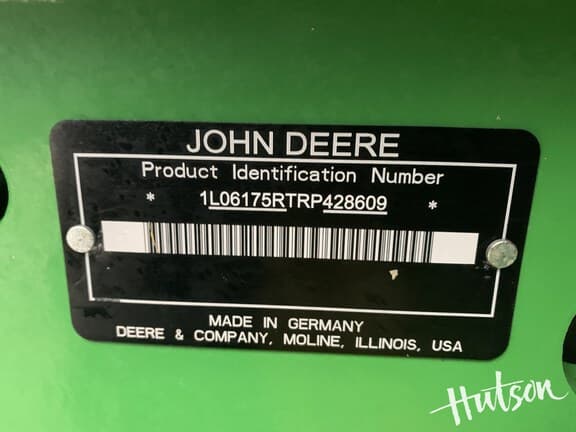 JOHN DEERE
Product Identification Number
* 1L06175RTRP428609 *
MADE IN GERMANY
DEERE & COMPANY, MOLINE, ILLINOIS, USA
Hutson